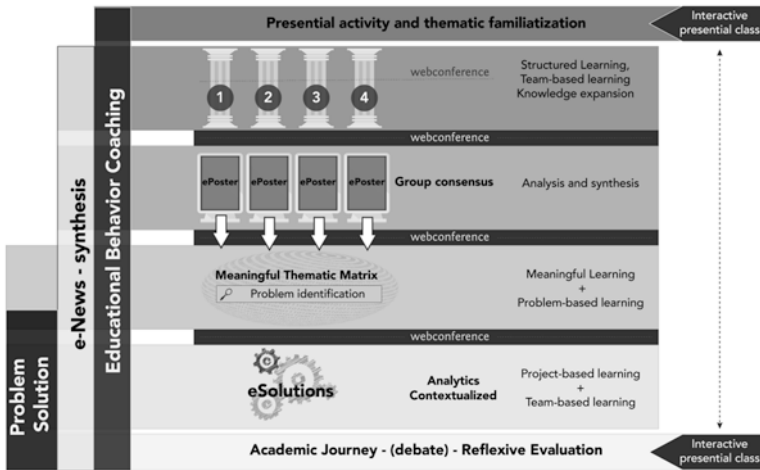 Presential activity and thematic familiatization
Interactive
presential class
1
2
3
4
webconference
Structured Learning,
Team-based learning
Knowledge expansion
webconference
ePoster
ePoster
ePoster
ePoster
Group consensus
Analysis and synthesis
webconference
Meaningful Thematic Matrix
Problem identification
Meaningful Learning
+
Problem-based learning
webconference
eSolutions
Analytics
Contextualized
Project-based learning
+
Team-based learning
Academic Journey - (debate) - Reflexive Evaluation
Interactive
presential class
Problem
Solution
e-News - synthesis
Educational Behavior Coaching